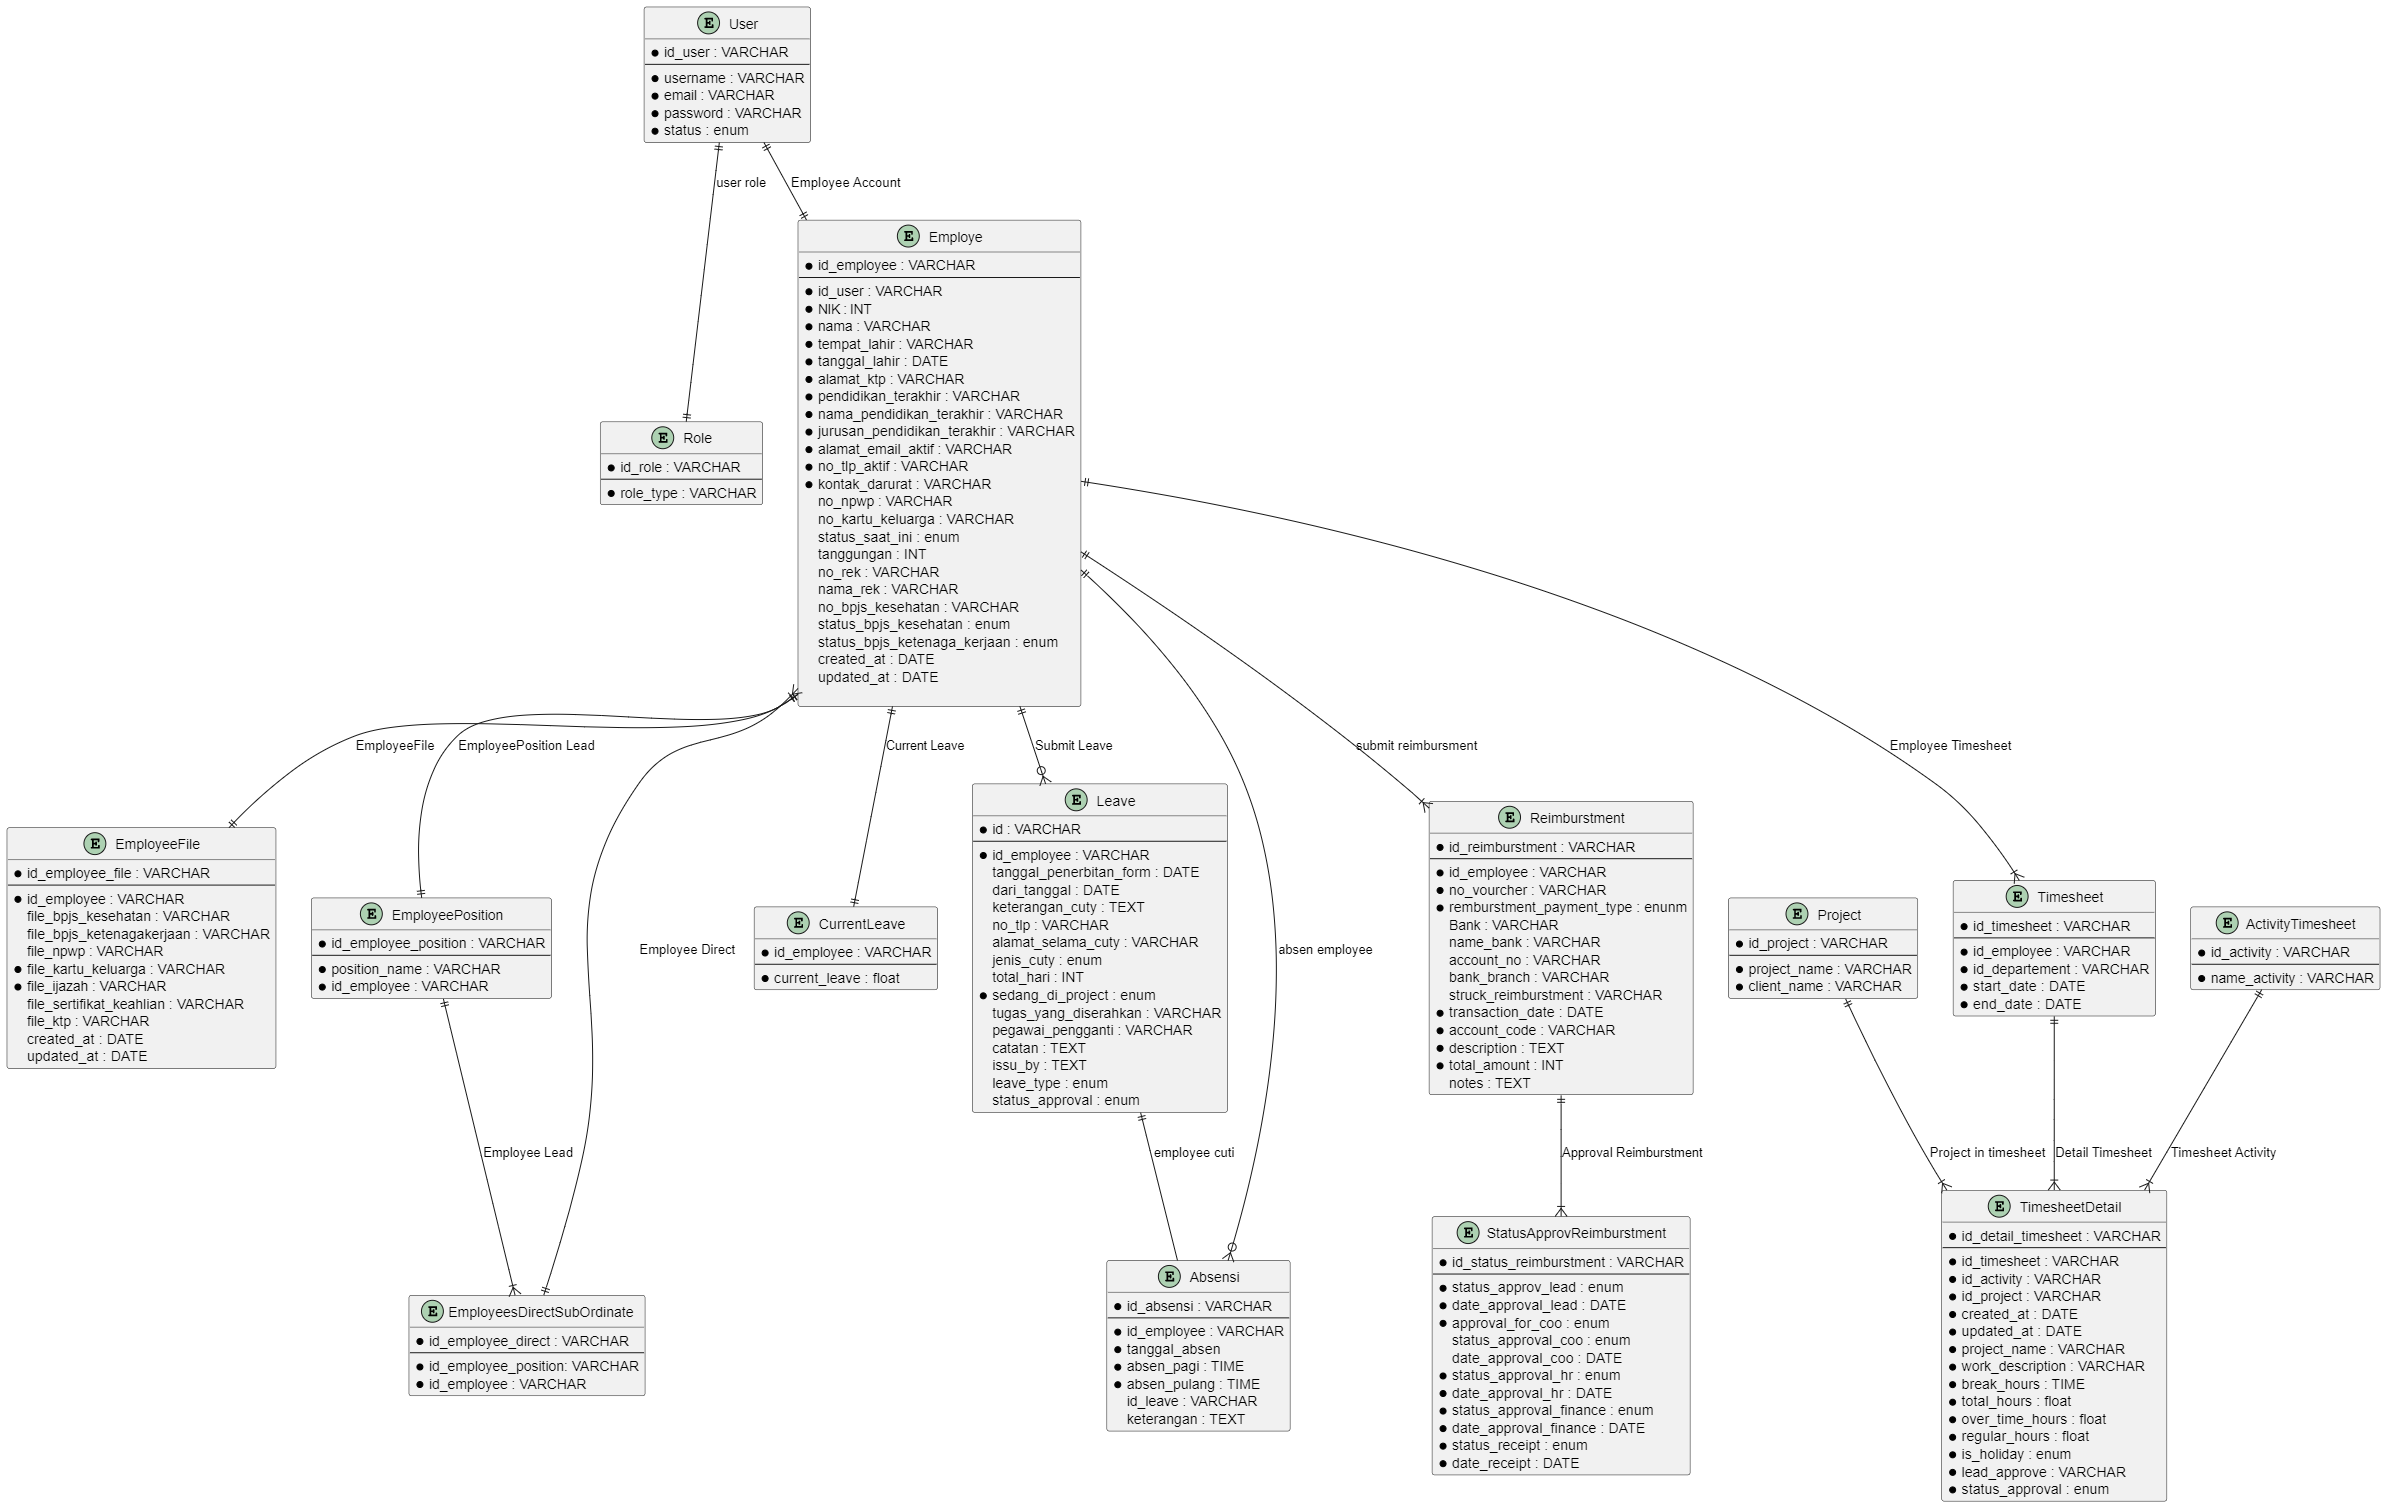 E User
id_user : VARCHAR
username : VARCHAR
email : VARCHAR
password : VARCHAR
status : enum
user role
Employee Account
E Employe
id_employee : VARCHAR
id_user : VARCHAR
NIK : INT
nama : VARCHAR
tempat_lahir : VARCHAR
tanggal_lahir : DATE
alamat_ktp : VARCHAR
pendidikan_terakhir : VARCHAR
nama_pendidikan_terakhir : VARCHAR
jurusan_pendidikan_terakhir : VARCHAR
alamat_email_aktif : VARCHAR
no_tlp_aktif : VARCHAR
kontak_darurat : VARCHAR
no_npwp : VARCHAR
no_kartu_keluarga : VARCHAR
status_saat_ini : enum
tanggungan : INT
no_rek : VARCHAR
nama_rek : VARCHAR
no_bpjs_kesehatan : VARCHAR
status_bpjs_kesehatan : enum
status_bpjs_ketenaga_kerjaan : enum
created_at : DATE
updated_at : DATE
E Role
id_role : VARCHAR
role_type : VARCHAR
EmployeeFile
EmployeePosition Lead
Current Leave
Submit Leave
submit reimbursment
Employee Timesheet
E EmployeeFile
id_employee_file : VARCHAR
id_employee : VARCHAR
file_bpjs_kesehatan : VARCHAR
file_bpjs_ketenagakerjaan : VARCHAR
file_npwp : VARCHAR
file_kartu_keluarga : VARCHAR
file_ijazah : VARCHAR
file_sertifikat_keahlian : VARCHAR
file_ktp : VARCHAR
created_at : DATE
updated_at : DATE
E EmployeePosition
id_employee_position : VARCHAR
position_name : VARCHAR
id_employee : VARCHAR
Employee Direct
E CurrentLeave
id_employee : VARCHAR
current_leave : float
E Leave
id : VARCHAR
id_employee : VARCHAR
tanggal_penerbitan_form : DATE
dari_tanggal : DATE
keterangan_cuty : TEXT
no_tlp : VARCHAR
alamat_selama_cuty : VARCHAR
jenis_cuty : enum
total_hari : INT
sedang_di_project : enum
tugas_yang_diserahkan : VARCHAR
pegawai_pengganti : VARCHAR
catatan : TEXT
issu_by : TEXT
leave_type : enum
status_approval : enum
absen employee
E Reimburstment
id_reimburstment : VARCHAR
id_employee : VARCHAR
no_vourcher : VARCHAR
remburstment_payment_type : enunm
Bank : VARCHAR
name_bank : VARCHAR
account_no : VARCHAR
bank_branch : VARCHAR
struck_reimburstment : VARCHAR
transaction_date : DATE
account_code : VARCHAR
description : TEXT
total_amount : INT
notes : TEXT
E Project
id_project : VARCHAR
project_name : VARCHAR
client_name : VARCHAR
E Timesheet
id_timesheet : VARCHAR
id_employee : VARCHAR
id_departement : VARCHAR
start_date : DATE
end_date : DATE
E ActivityTimesheet
id_activity : VARCHAR
name_activity : VARCHAR
Employee Lead
employee cuti
Approval Reimburstment
Project in timesheet
Detail Timesheet
Timesheet Activity
E EmployeesDirectSubOrdinate
id_employee_direct : VARCHAR
id_employee_position: VARCHAR
id_employee : VARCHAR
E Absensi
id_absensi : VARCHAR
id_employee : VARCHAR
tanggal_absen
absen_pagi : TIME
absen_pulang : TIME
id_leave : VARCHAR
keterangan : TEXT
E StatusApprovReimburstment
id_status_reimburstment : VARCHAR
status_approv_lead : enum
date_approval_lead : DATE
approval_for_coo : enum
status_approval_coo : enum
date_approval_coo : DATE
status_approval_hr : enum
date_approval_hr : DATE
status_approval_finance : enum
date_approval_finance : DATE
status_receipt : enum
date_receipt : DATE
E TimesheetDetail
id_detail_timesheet : VARCHAR
id_timesheet : VARCHAR
id_activity : VARCHAR
id_project : VARCHAR
created_at : DATE
updated_at : DATE
project_name : VARCHAR
work_description : VARCHAR
break_hours : TIME
total_hours : float
over_time_hours : float
regular_hours : float
is_holiday : enum
lead_approve : VARCHAR
status_approval : enum